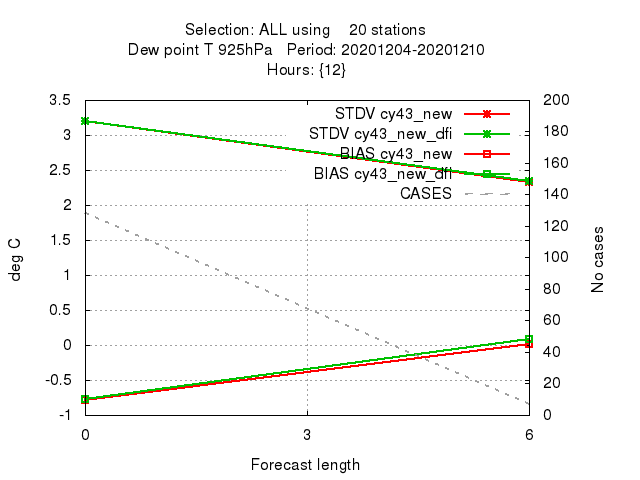 Selection: ALL using 20 stations
Dew point T 925hPa Period: 20201204-20201210
Hours: {12}
3.5
3
2.5
2
1.5
1
0.5
0
-0.5
-1
200
180
160
140
120
100
80
60
40
20
0
STDV cy43_new
STDV cy43_new_dfi
BIAS cy43_new
BIAS cy43_new_dfi
CASES
deg C
No cases
0 3 6
Forecast length